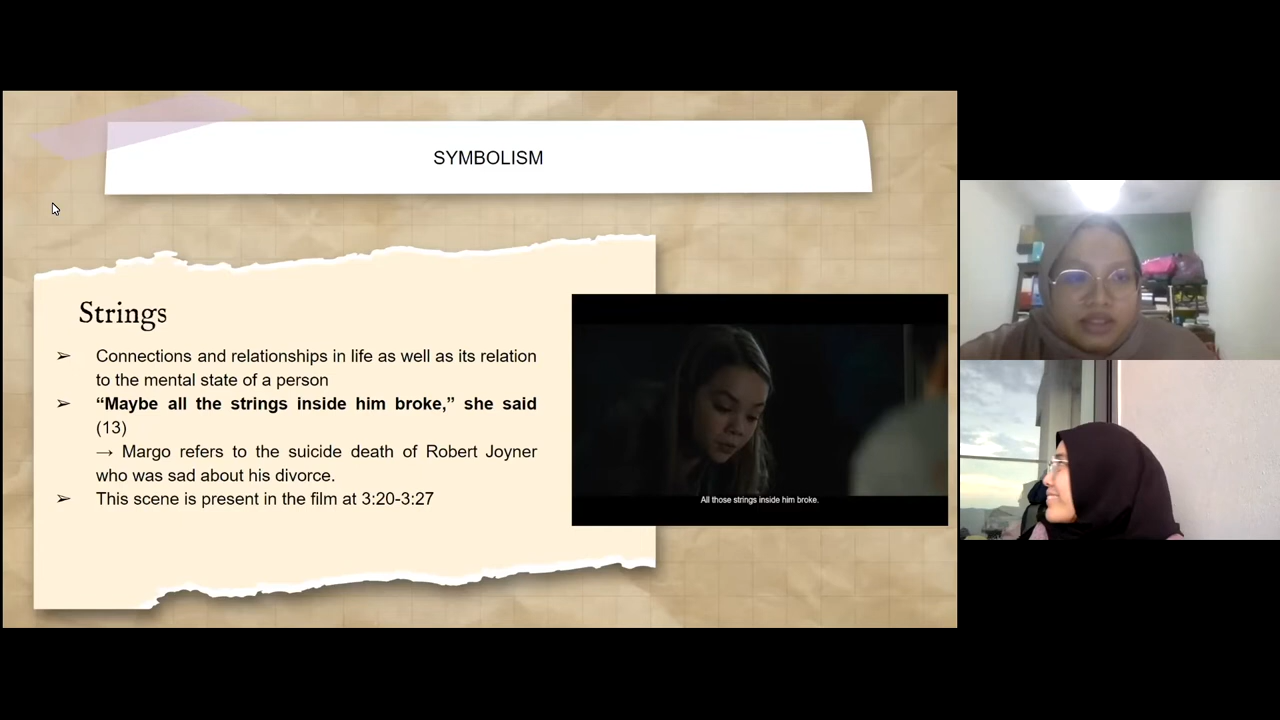 SYMBOLISM
Strings
➢ Connections and relationships in life as well as its relation
to the mental state of a person
➢ “Maybe all the strings inside him broke,” she said
(13)
→ Margo refers to the suicide death of Robert Joyner
who was sad about his divorce.
➢ This scene is present in the film at 3:20-3:27
All those strings inside him broke.